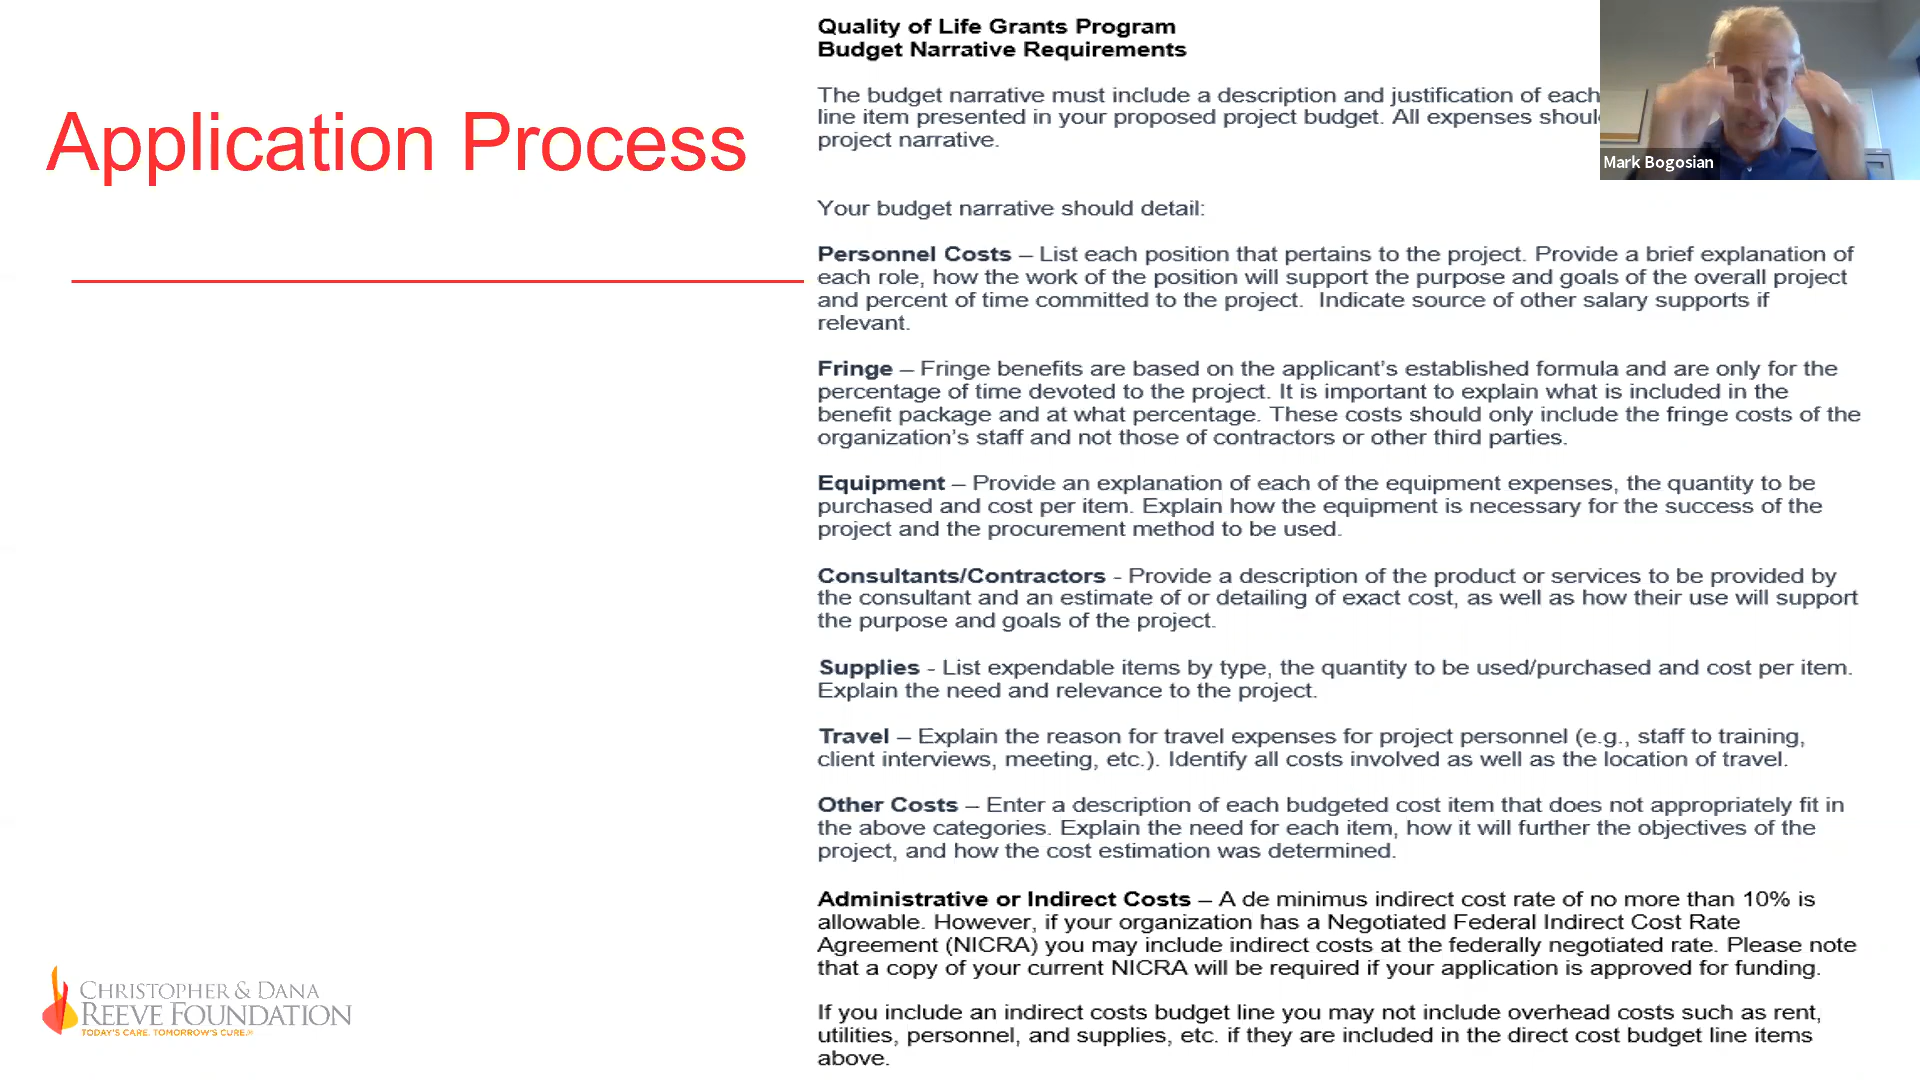 Application Process
Quality of Life Grants Program
Budget Narrative Requirements
The budget narrative must include a description and justification of each
line item presented in your proposed project budget. All expenses
project narrative.
Your budget narrative should detail:
Personnel Costs – List each position that pertains to the project. Provide a brief explanation of
each role, how the work of the position will support the purpose and goals of the overall project
and percent of time committed to the project.  Indicate source of other salary supports if
relevant.
Fringe – Fringe benefits are based on the applicant's established formula and are only for the
percentage of time devoted to the project. It is important to explain what is included in the
benefit package and at what percentage. These costs should only include the fringe costs of the
organization's staff and not those of contractors or other third parties.
Equipment – Provide an explanation of each of the equipment expenses, the quantity to be
purchased and cost per item. Explain how the equipment is necessary for the success of the
project and the procurement method to be used.
Consultants/Contractors - Provide a description of the product or services to be provided by
the consultant and an estimate of or detailing of exact cost, as well as how their use will support
the purpose and goals of the project.
Supplies - List expendable items by type, the quantity to be used/purchased and cost per item.
Explain the need and relevance to the project.
Travel – Explain the reason for travel expenses for project personnel (e.g., staff to training,
client interviews, meeting, etc.). Identify all costs involved as well as the location of travel.
Other Costs – Enter a description of each budgeted cost item that does not appropriately fit in
the above categories. Explain the need for each item, how it will further the objectives of the
project, and how the cost estimation was determined.
Administrative or Indirect Costs – A de minimus indirect cost rate of no more than 10% is
allowable. However, if your organization has a Negotiated Federal Indirect Cost Rate
Agreement (NICRA) you may include indirect costs at the federally negotiated rate. Please note
that a copy of your current NICRA will be required if your application is approved for funding.
If you include an indirect costs budget line you may not include overhead costs such as rent,
utilities, personnel, and supplies, etc. if they are included in the direct cost budget line items
above.
Mark Bogosian
CHRISTOPHER & DANA
REEVE FOUNDATION
TODAY'S CARE. TOMORROW'S CURE.®